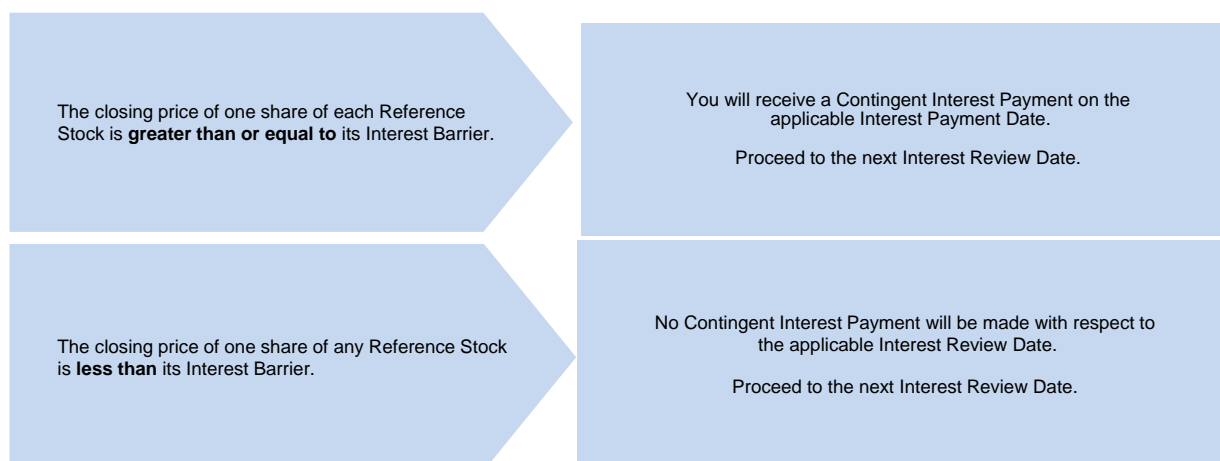 The closing price of one share of each Reference
Stock is greater than or equal to its Interest Barrier.
You will receive a Contingent Interest Payment on the
applicable Interest Payment Date.
Proceed to the next Interest Review Date.
The closing price of one share of any Reference Stock
is less than its Interest Barrier.
No Contingent Interest Payment will be made with respect to
the applicable Interest Review Date.
Proceed to the next Interest Review Date.